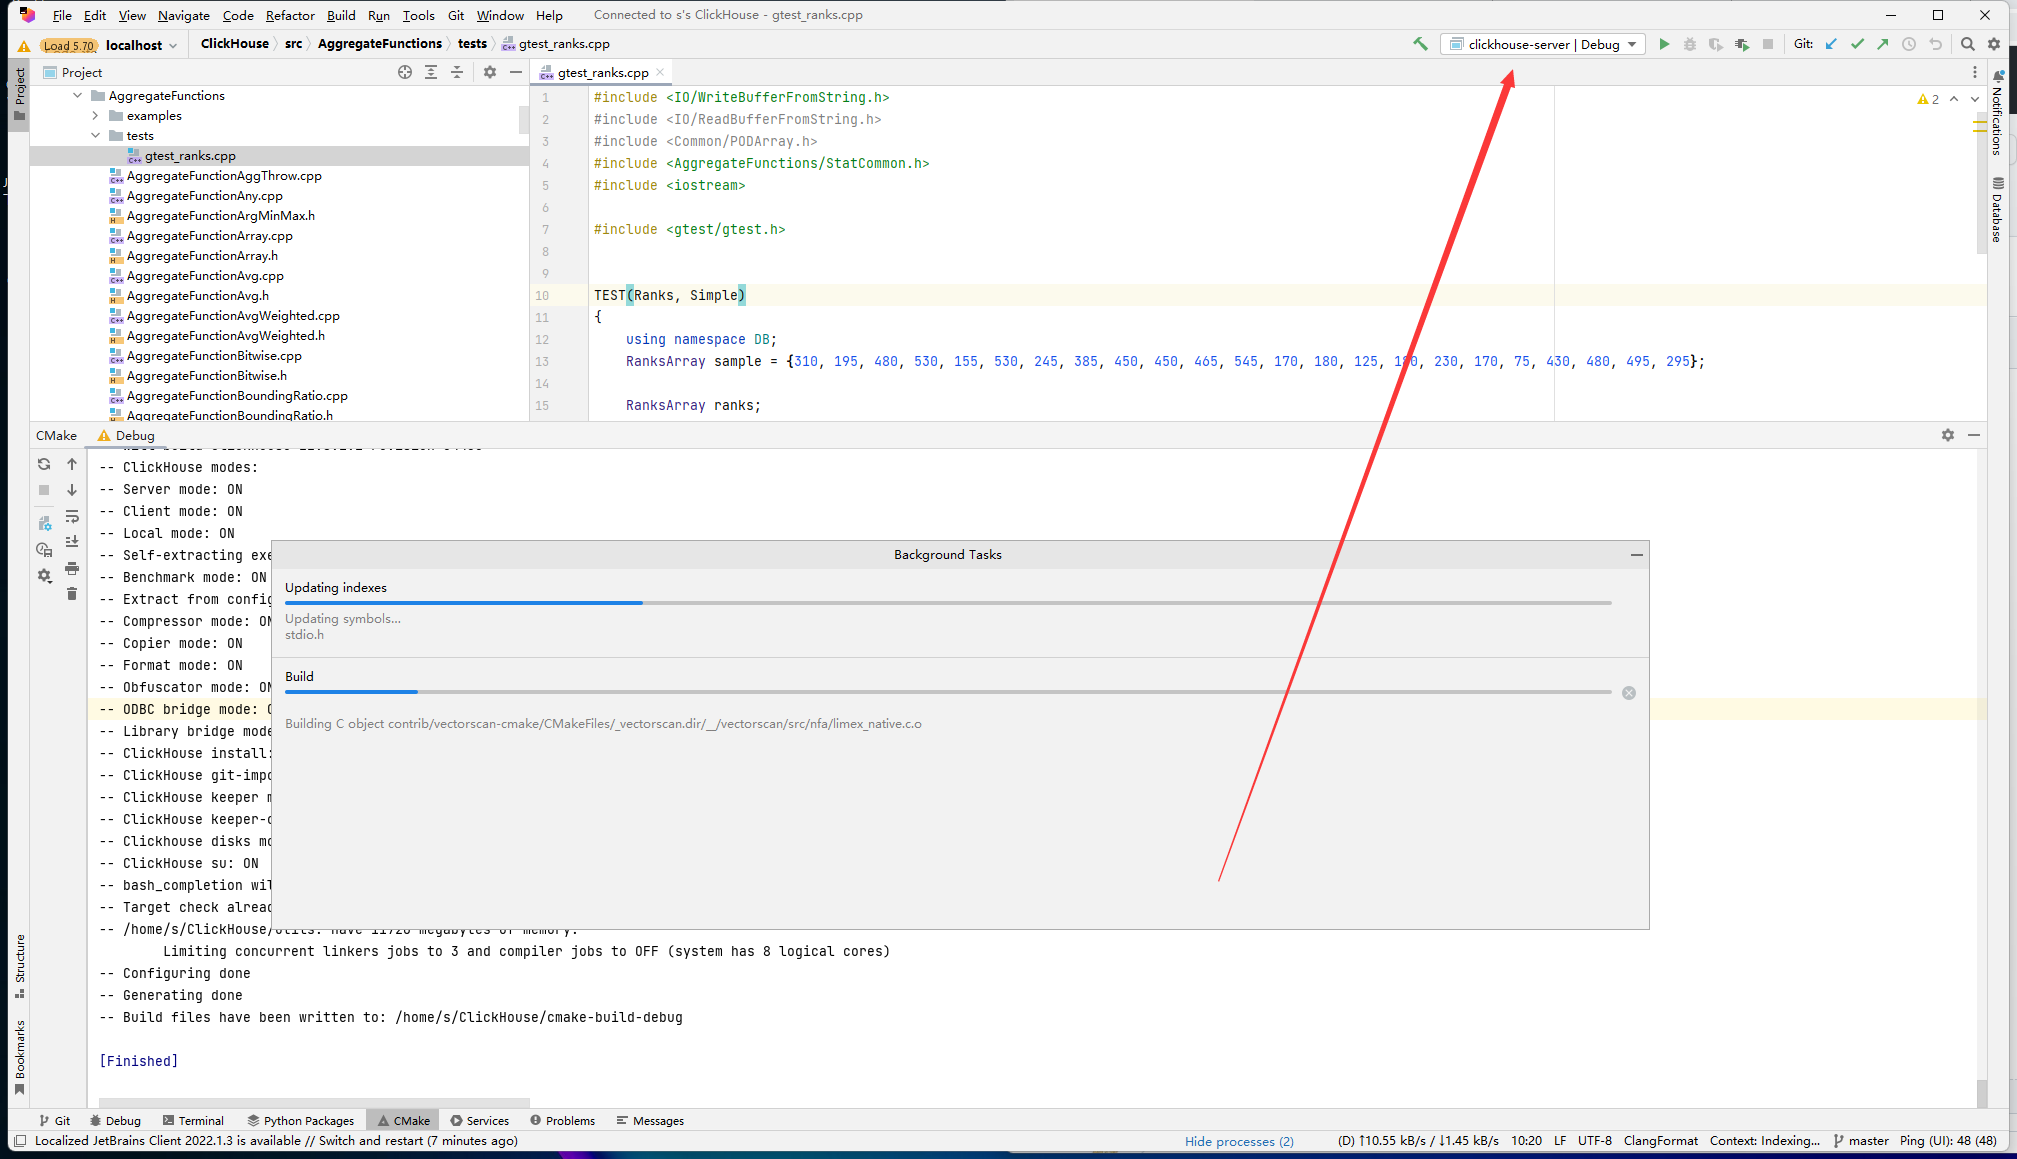 File Edit View Navigate Code Refactor Build Run Tools Git Window Help Connected to s's ClickHouse - gtest_ranks.cpp
Load 5.70 localhost ClickHouse src AggregateFunctions tests gtest_ranks.cpp clickhouse-server | Debug Git:
Project
Project
gtest_ranks.cpp
AggregateFunctions
examples
tests
gtest_ranks.cpp
AggregateFunctionAggThrow.cpp
AggregateFunctionAny.cpp
AggregateFunctionArgMinMax.h
AggregateFunctionArray.cpp
AggregateFunctionArray.h
AggregateFunctionAvg.cpp
AggregateFunctionAvg.h
AggregateFunctionAvgWeighted.cpp
AggregateFunctionAvgWeighted.h
AggregateFunctionBitwise.cpp
AggregateFunctionBitwise.h
AggregateFunctionBoundingRatio.cpp
AggregateFunctionBoundingRatio.h
1 #include <IO/WriteBufferFromString.h>
2 #include <IO/ReadBufferFromString.h>
3 #include <Common/PODArray.h>
4 #include <AggregateFunctions/StatCommon.h>
5 #include <iostream>
6
7 #include <gtest/gtest.h>
8
9
10 TEST(Ranks, Simple)
11 {
12 using namespace DB;
13 RanksArray sample = {310, 195, 480, 530, 155, 530, 245, 385, 450, 450, 465, 545, 170, 180, 125, 180, 230, 170, 75, 430, 480, 495, 295};
14
15 RanksArray ranks;
2
Notifications
Database
CMake Debug
-- ClickHouse modes:
-- Server mode: ON
-- Client mode: ON
-- Local mode: ON
-- Self-extracting exe
-- Benchmark mode: ON
-- Extract from config
-- Compressor mode: ON
-- Copier mode: ON
-- Format mode: ON
-- Obfuscator mode: ON
-- ODBC bridge mode:
-- Library bridge mode
-- ClickHouse install:
-- ClickHouse git-impo
-- ClickHouse keeper
-- ClickHouse keeper-
-- Clickhouse disks mo
-- ClickHouse su: ON
-- bash_completion wil
-- Target check alread
-- /home/s/ClickHouse/utils: have 11720 megabytes of memory.
Limiting concurrent linkers jobs to 3 and compiler jobs to OFF (system has 8 logical cores)
-- Configuring done
-- Generating done
-- Build files have been written to: /home/s/ClickHouse/cmake-build-debug
[Finished]
Background Tasks
Updating indexes
Updating symbols...
stdio.h
Build
Building C object contrib/vectorscan-cmake/CMakeFiles/_vectorscan.dir/__/vectorscan/src/nfa/limex_native.c.o
Structure
Bookmarks
Git Debug Terminal Python Packages CMake Services Problems Messages
Localized JetBrains Client 2022.1.3 is available // Switch and restart (7 minutes ago) Hide processes (2) (D) ↑10.55 kB/s / ↓1.45 kB/s 10:20 LF UTF-8 ClangFormat Context: Indexing... master Ping (UI): 48 (48)